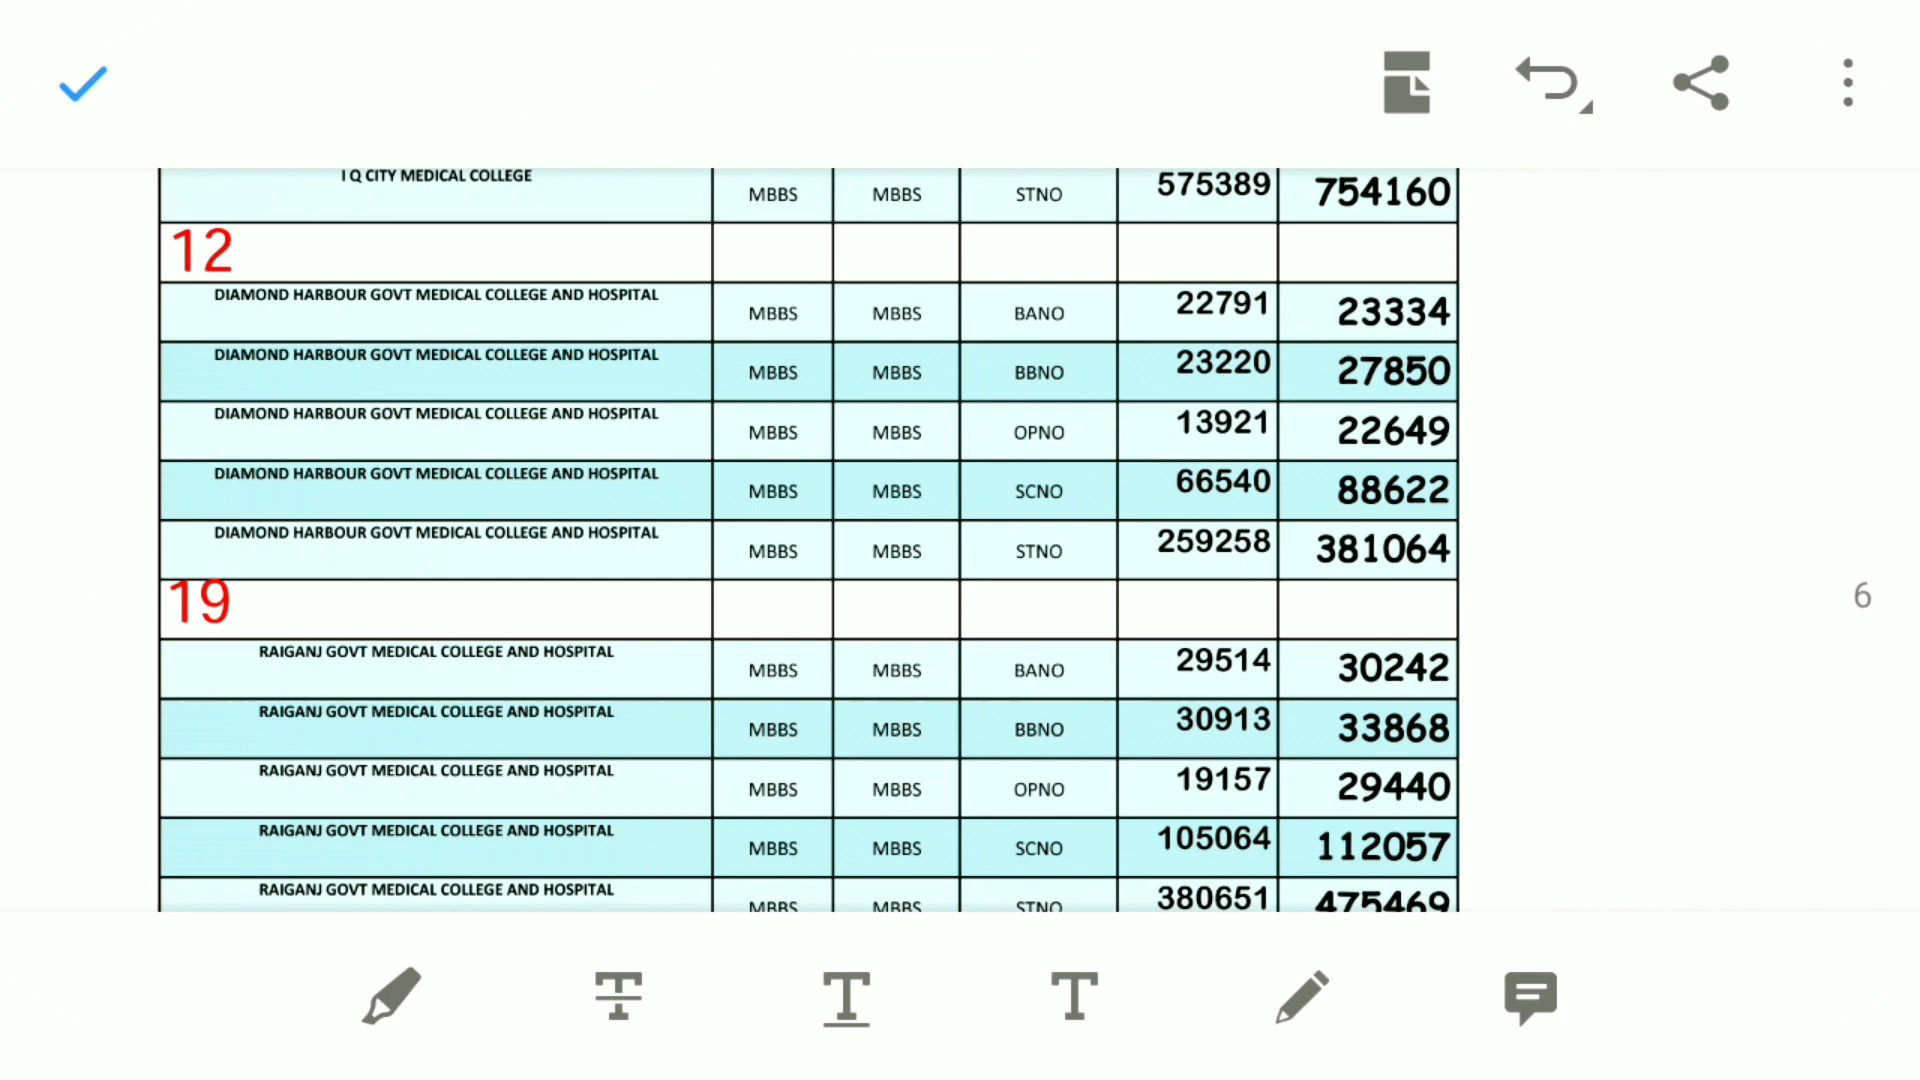 I Q CITY MEDICAL COLLEGE MBBS MBBS STNO 575389 754160
12
DIAMOND HARBOUR GOVT MEDICAL COLLEGE AND HOSPITAL MBBS MBBS BANO 22791 23334
DIAMOND HARBOUR GOVT MEDICAL COLLEGE AND HOSPITAL MBBS MBBS BBNO 23220 27850
DIAMOND HARBOUR GOVT MEDICAL COLLEGE AND HOSPITAL MBBS MBBS OPNO 13921 22649
DIAMOND HARBOUR GOVT MEDICAL COLLEGE AND HOSPITAL MBBS MBBS SCNO 66540 88622
DIAMOND HARBOUR GOVT MEDICAL COLLEGE AND HOSPITAL MBBS MBBS STNO 259258 381064
19
6
RAIGANJ GOVT MEDICAL COLLEGE AND HOSPITAL MBBS MBBS BANO 29514 30242
RAIGANJ GOVT MEDICAL COLLEGE AND HOSPITAL MBBS MBBS BBNO 30913 33868
RAIGANJ GOVT MEDICAL COLLEGE AND HOSPITAL MBBS MBBS OPNO 19157 29440
RAIGANJ GOVT MEDICAL COLLEGE AND HOSPITAL MBBS MBBS SCNO 105064 112057
RAIGANJ GOVT MEDICAL COLLEGE AND HOSPITAL MBBS MBBS STNO 380651 475469